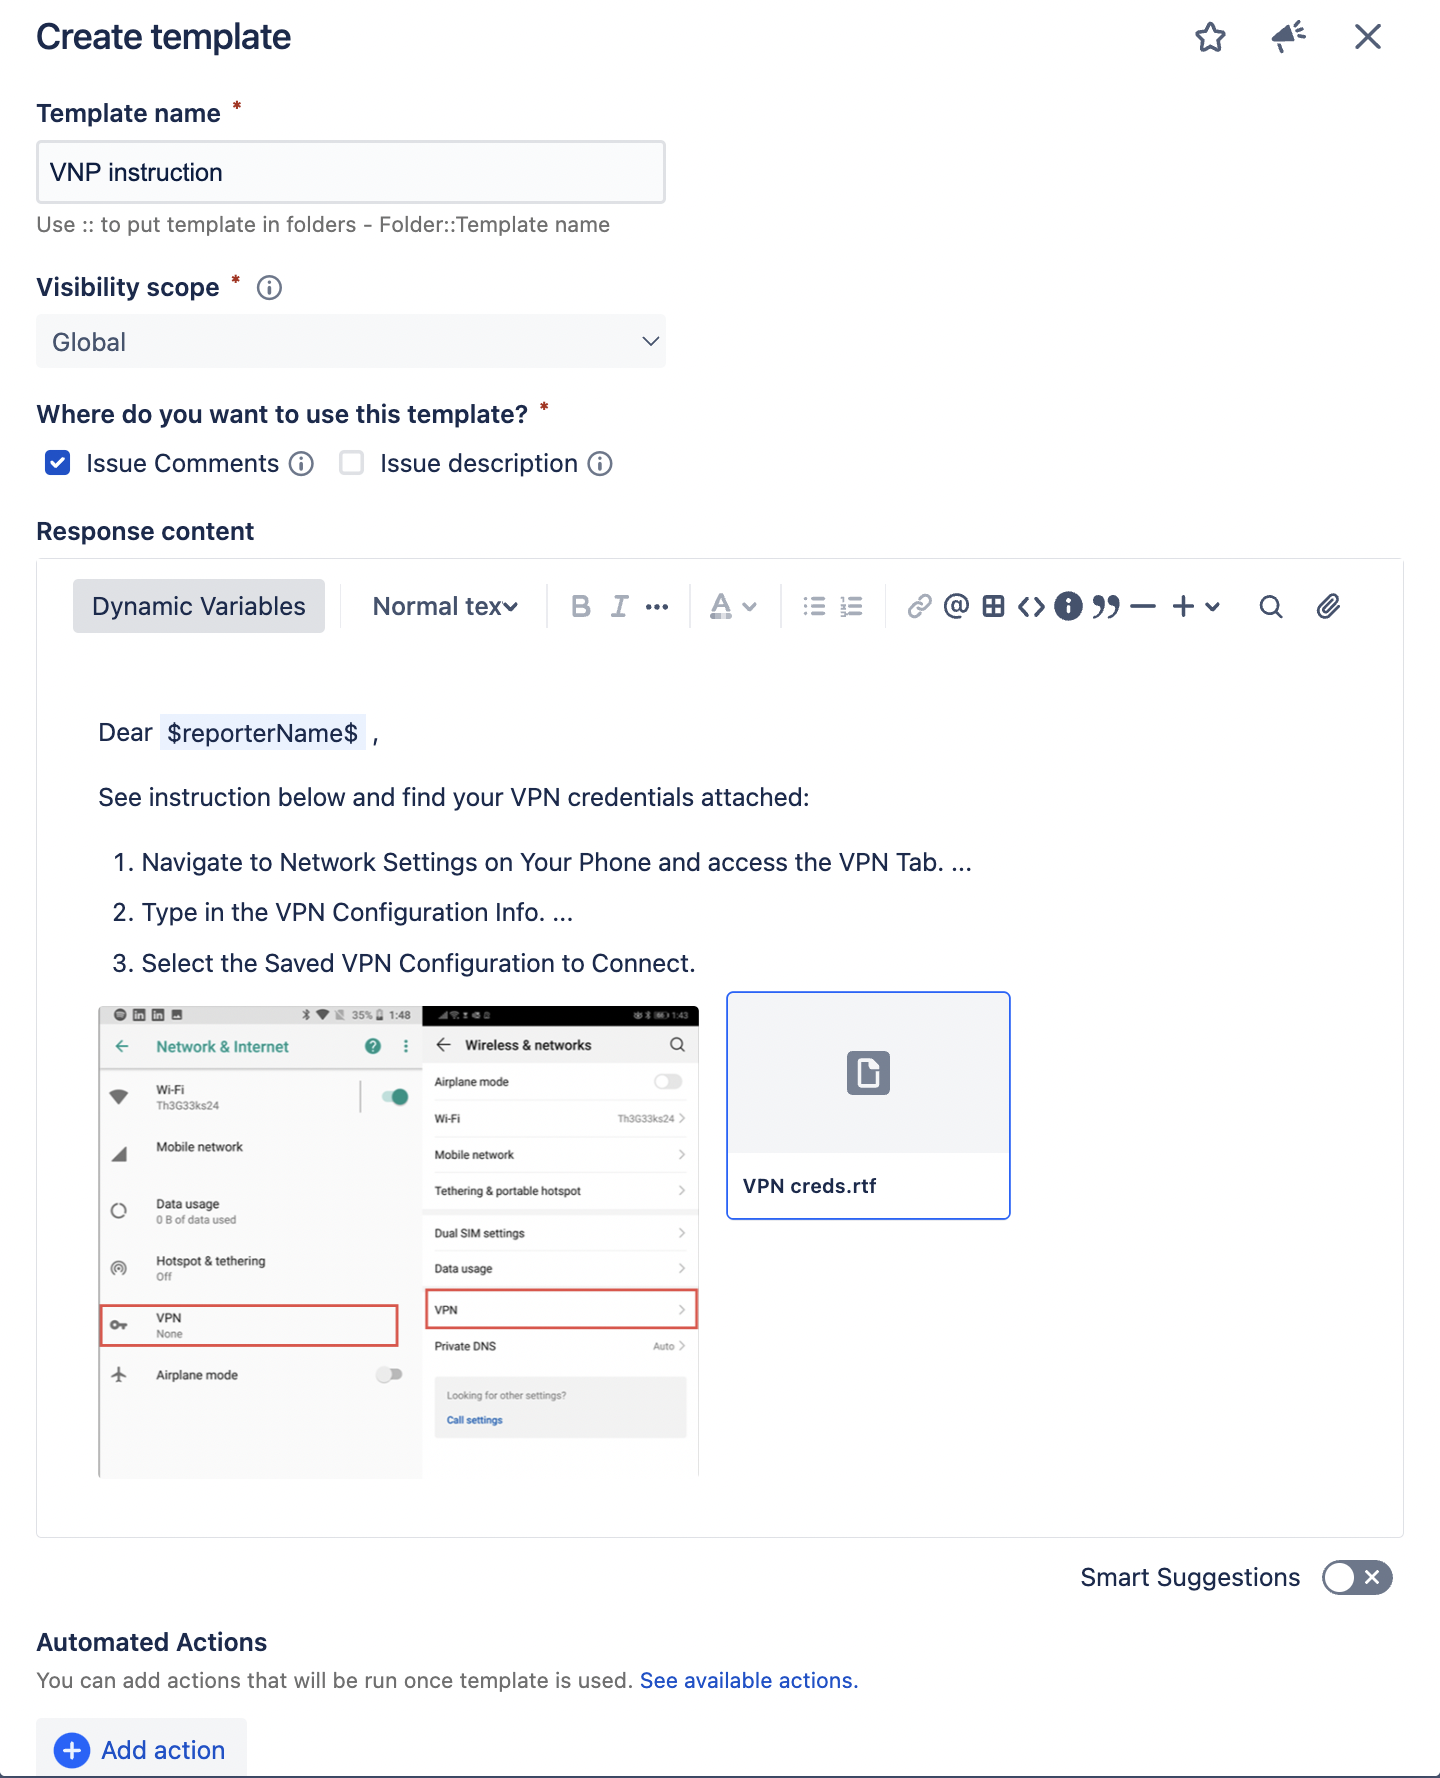 Create template
Template name *
VNP instruction
Use :: to put template in folders - Folder::Template name
Visibility scope *
Global
Where do you want to use this template? *
Issue Comments
Issue description
Response content
Dynamic Variables
Normal tex
B I ... A
Dear $reporterName$ ,
See instruction below and find your VPN credentials attached:
1. Navigate to Network Settings on Your Phone and access the VPN Tab. ...
2. Type in the VPN Configuration Info. ...
3. Select the Saved VPN Configuration to Connect.
35% 1:48
Network & Internet
Wi-Fi
Th3G33ks24
Mobile network
Data usage
0 B of data used
Hotspot & tethering
Off
VPN
None
Airplane mode
1:43
Wireless & networks
Airplane mode
Wi-Fi Th3G33ks24
Mobile network
Tethering & portable hotspot
Dual SIM settings
Data usage
VPN
Private DNS Auto
Looking for other settings?
Call settings
VPN creds.rtf
Smart Suggestions
Automated Actions
You can add actions that will be run once template is used. See available actions.
Add action